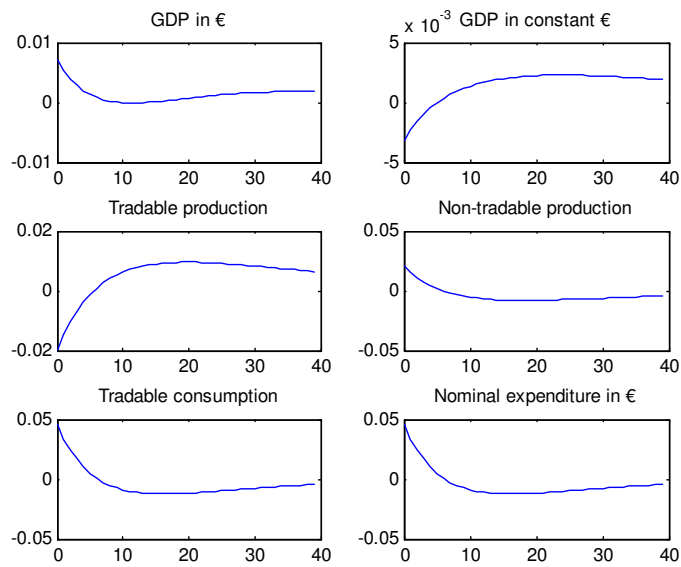 GDP in €
0.01
0
-0.01
0 10 20 30 40
x 10^-3 GDP in constant €
5
0
-5
0 10 20 30 40
Tradable production
0.02
0
-0.02
0 10 20 30 40
Non-tradable production
0.05
0
-0.05
0 10 20 30 40
Tradable consumption
0.05
0
-0.05
0 10 20 30 40
Nominal expenditure in €
0.05
0
-0.05
0 10 20 30 40